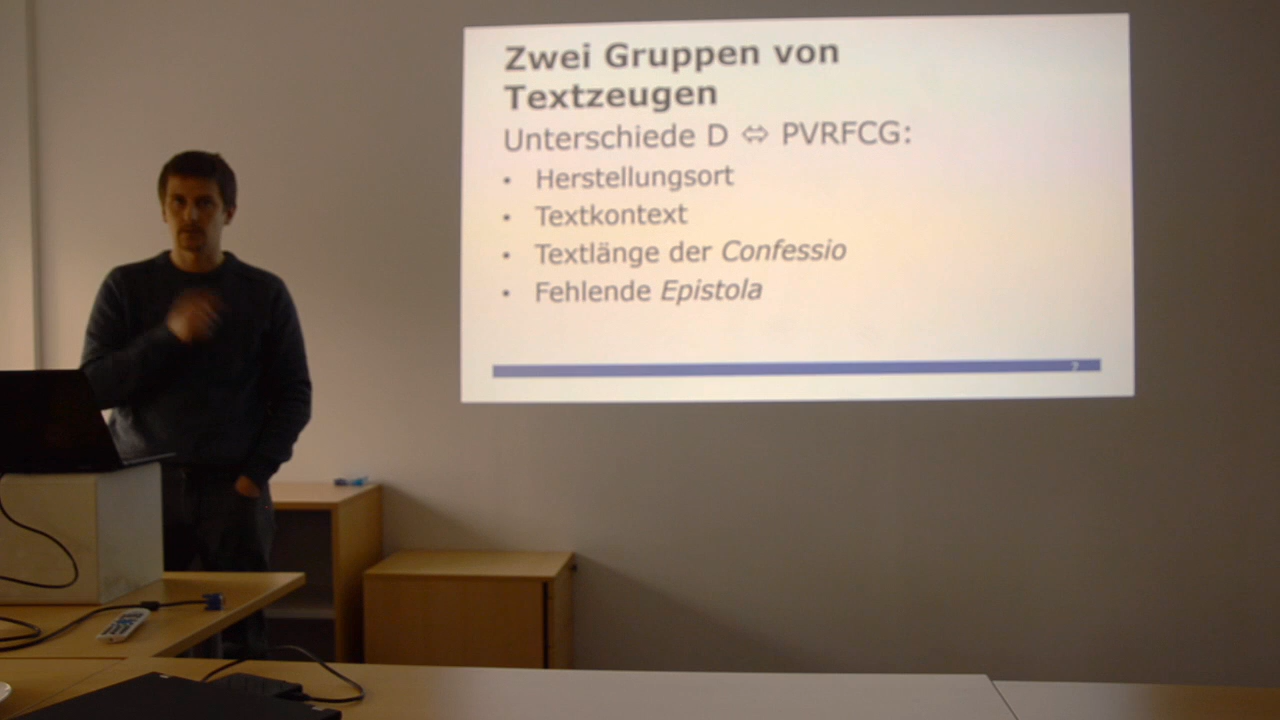 Zwei Gruppen von
Textzeugen
Unterschiede D ⇔ PVRFCG:
• Herstellungsort
• Textkontext
• Textlänge der Confessio
• Fehlende Epistola